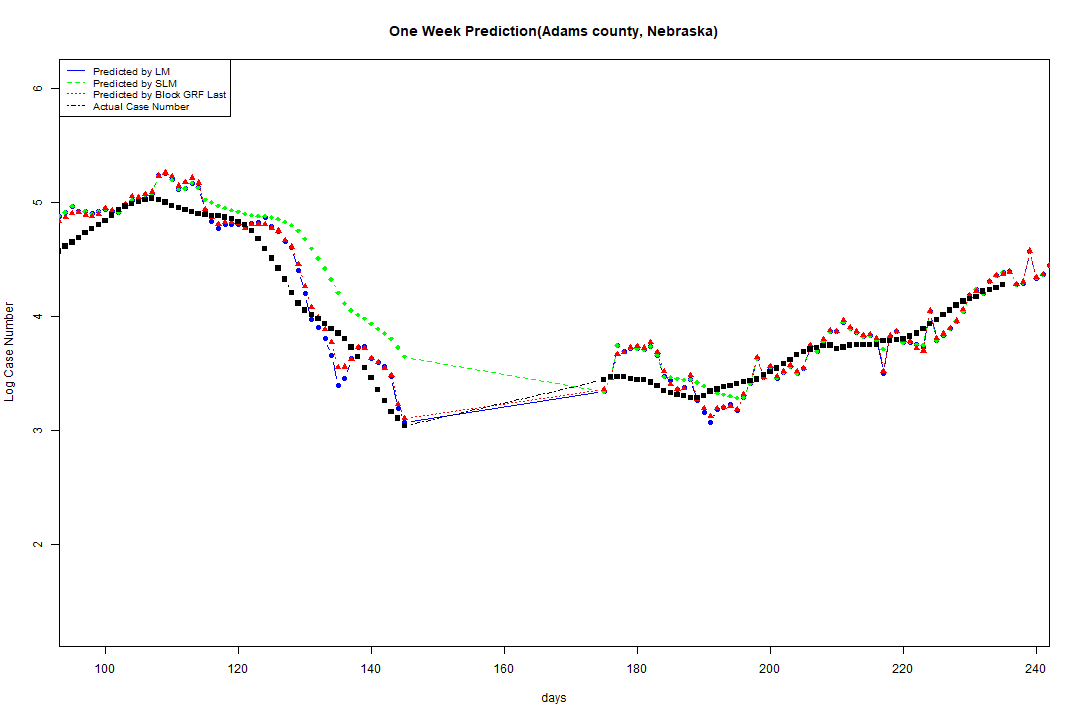 One Week Prediction(Adams county, Nebraska)
Predicted by LM
Predicted by SLM
Predicted by Block GRF Last
Actual Case Number
6
5
4
3
2
Log Case Number
100 120 140 160 180 200 220 240
days